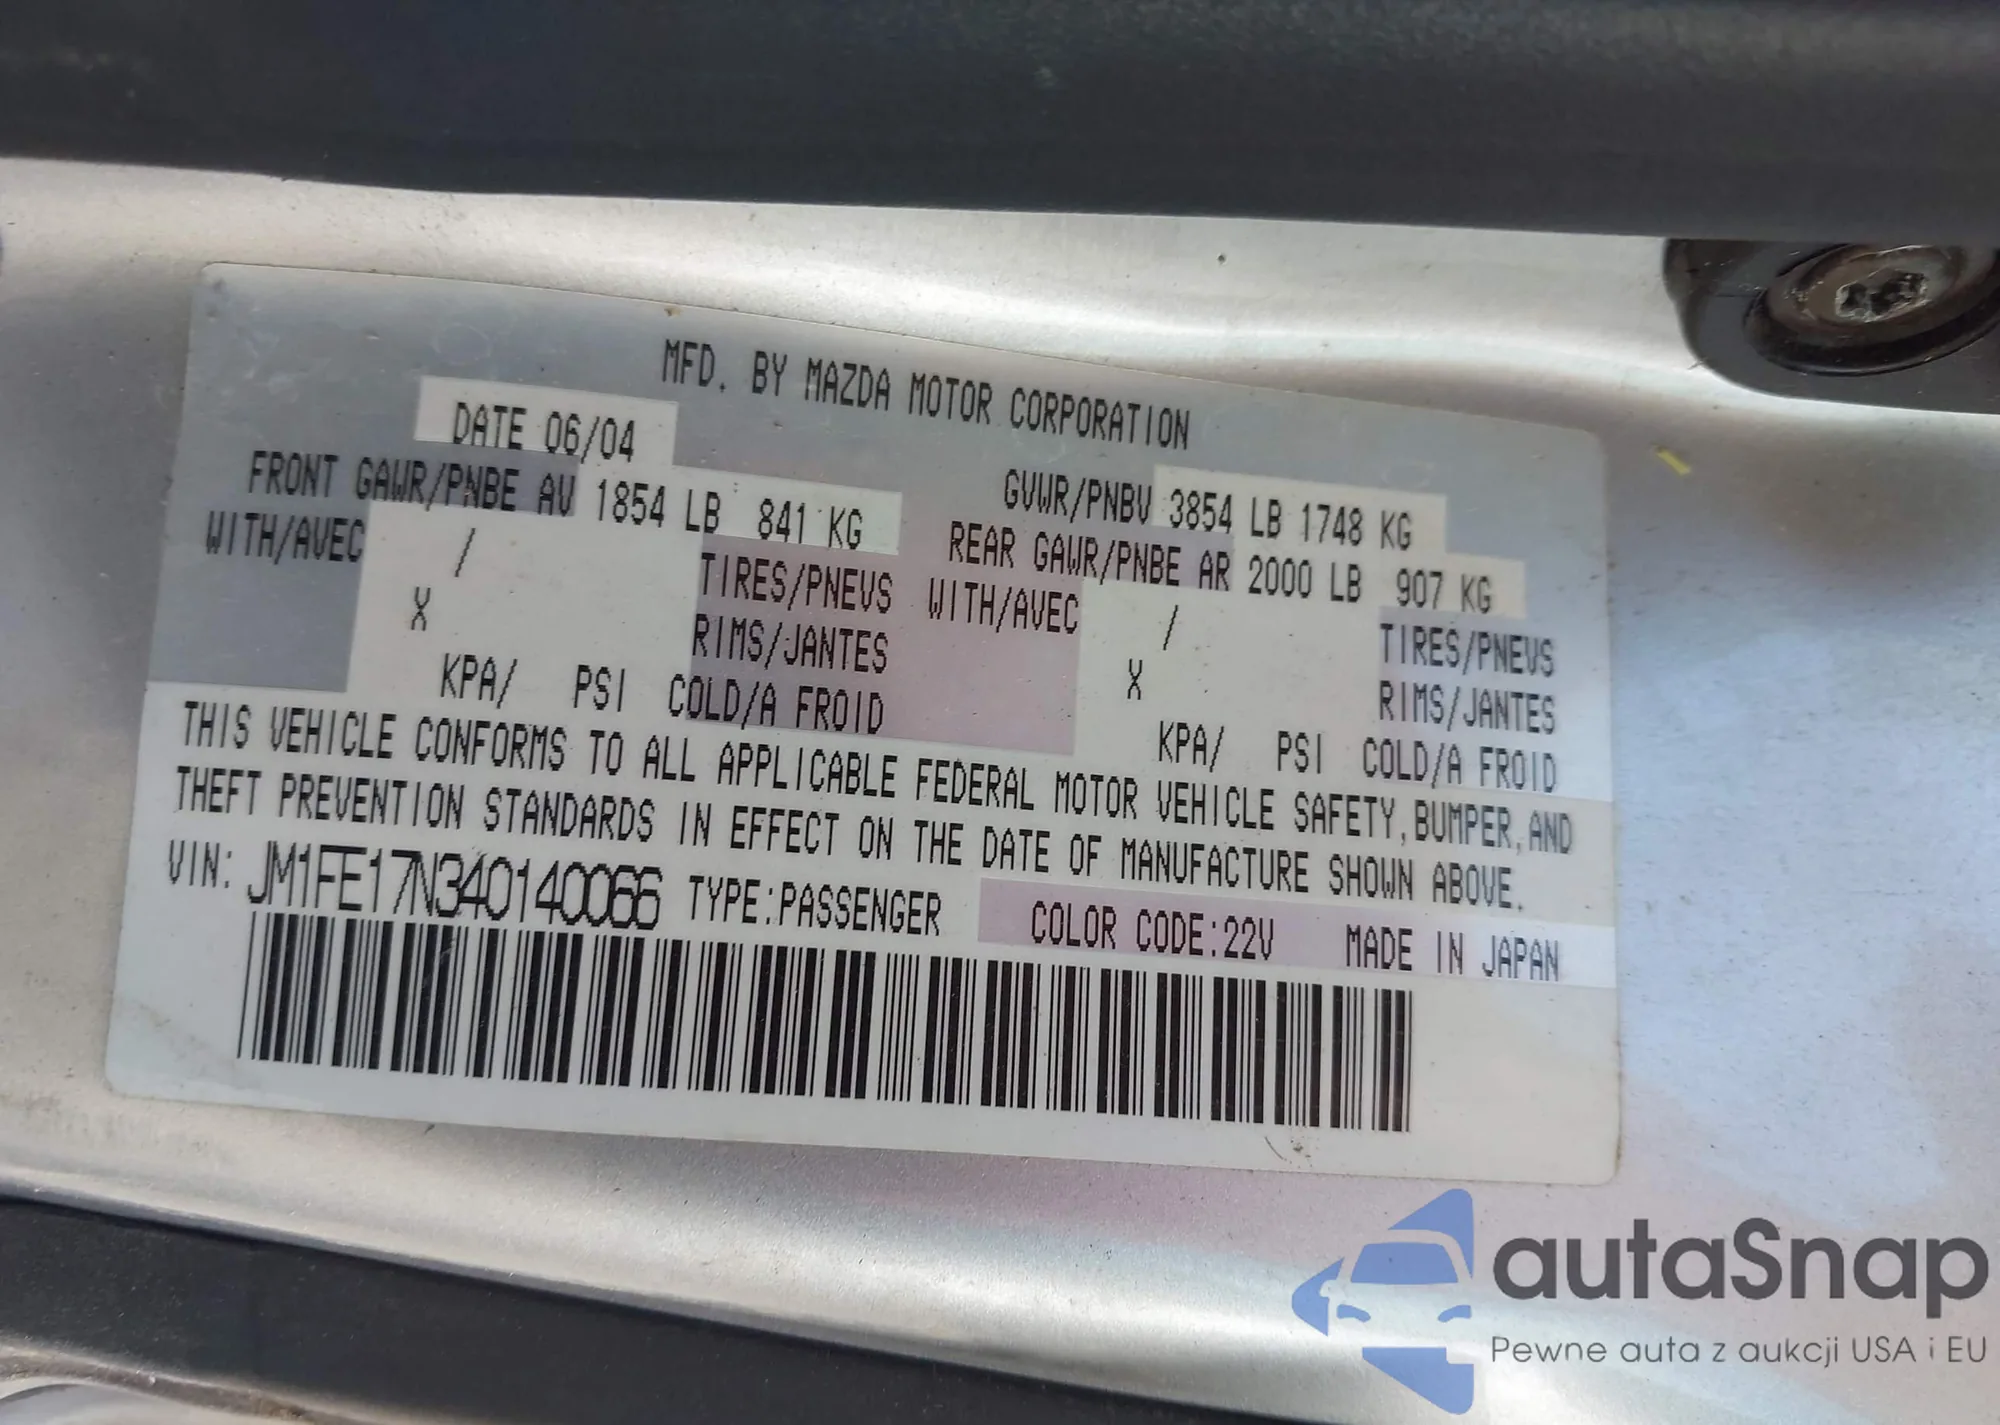 MFD. BY MAZDA MOTOR CORPORATION
DATE 06/04
GVWR/PNBV 3854 LB 1748 KG
FRONT GAWR/PNBE AV 1854 LB 841 KG
REAR GAWR/PNBE AR 2000 LB 907 KG
WITH/AVEC / TIRES/PNEVS WITH/AVEC / TIRES/PNEVS
X RIMS/JANTES X RIMS/JANTES
KPA/ PSI COLD/A FROID KPA/ PSI COLD/A FROID
THIS VEHICLE CONFORMS TO ALL APPLICABLE FEDERAL MOTOR VEHICLE SAFETY, BUMPER, AND
THEFT PREVENTION STANDARDS IN EFFECT ON THE DATE OF MANUFACTURE SHOWN ABOVE.
VIN: JM1FE17N340140066 TYPE:PASSENGER COLOR CODE:22V MADE IN JAPAN
autaSnap
Pewne auta z aukcji USA i EU